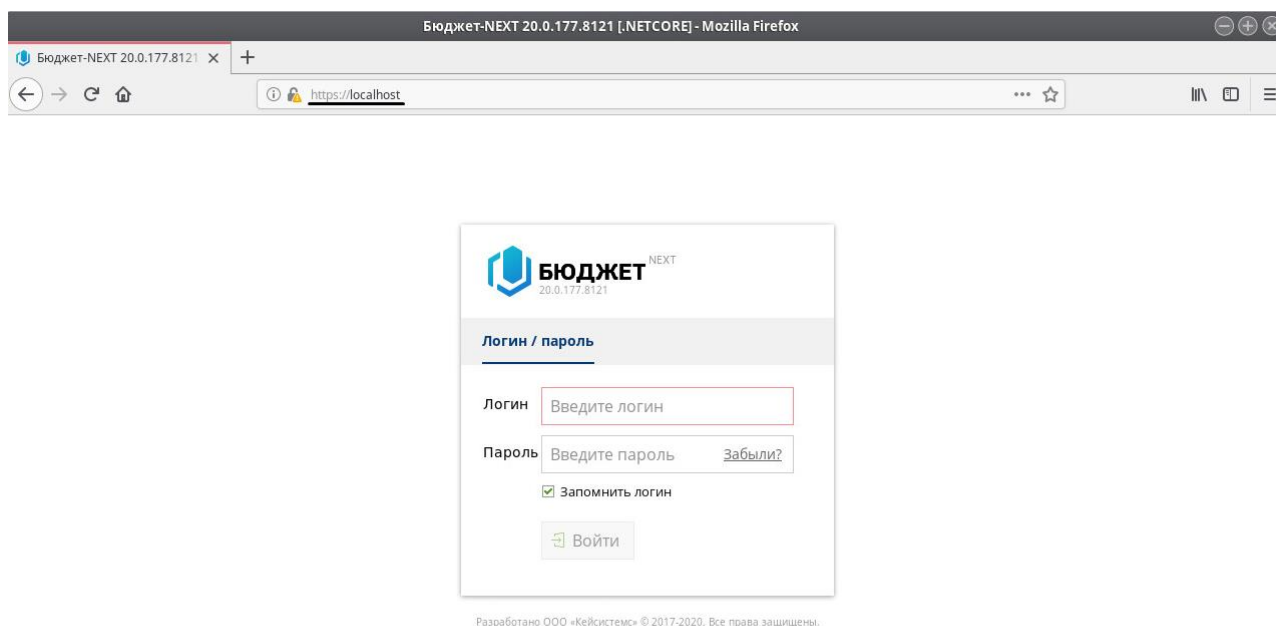 Бюджет-NEXT 20.0.177.8121 [.NETCORE] - Mozilla Firefox
Бюджет-NEXT 20.0.177.8121
https://localhost
БЮДЖЕТ NEXT
20.0.177.8121
Логин / пароль
Логин Введите логин
Пароль Введите пароль Забыли?
Запомнить логин
Войти
Разработано ООО «Кейсистемс» © 2017-2020. Все права защищены.